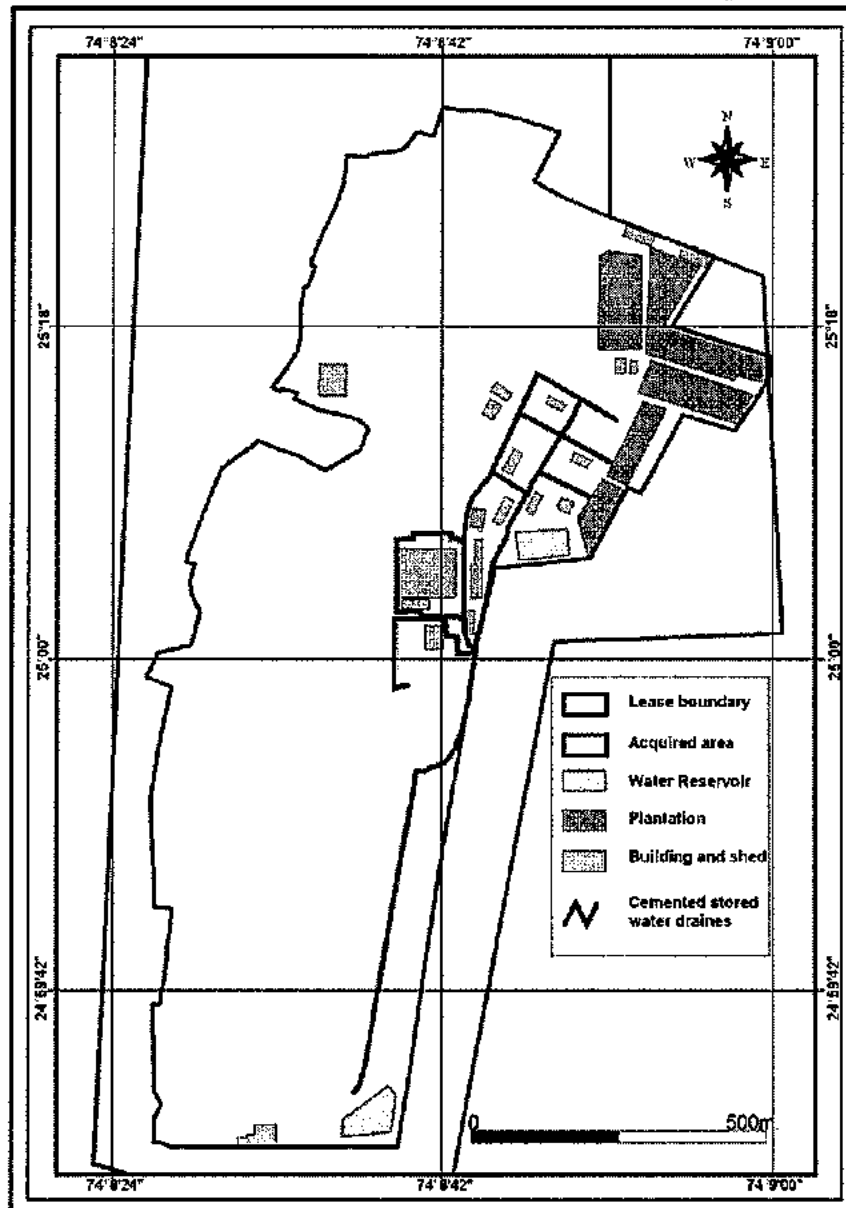 74°8'24" 74°8'42" 74°9'00"
N
W E
S
25°18" 25°18"
25°00" 25°00"
Lease boundary
Acquired area
Water Reservoir
Plantation
Building and shed
Cemented stored
water draines
24°59'42" 24°59'42"
0 500m
74°8'24" 74°8'42" 74°9'00"